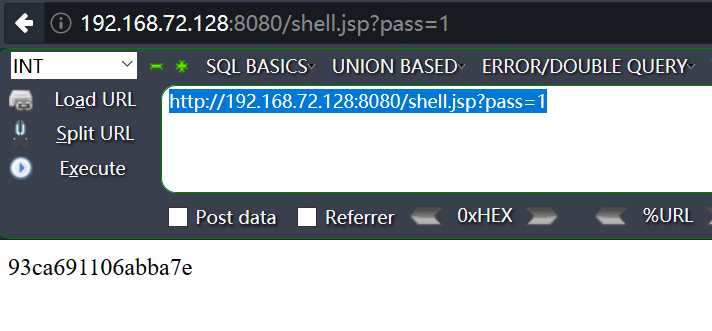 192.168.72.128:8080/shell.jsp?pass=1
INT SQL BASICS UNION BASED ERROR/DOUBLE QUERY
Load URL http://192.168.72.128:8080/shell.jsp?pass=1
Split URL
Execute
Post data Referrer 0xHEX %URL
93ca691106abba7e